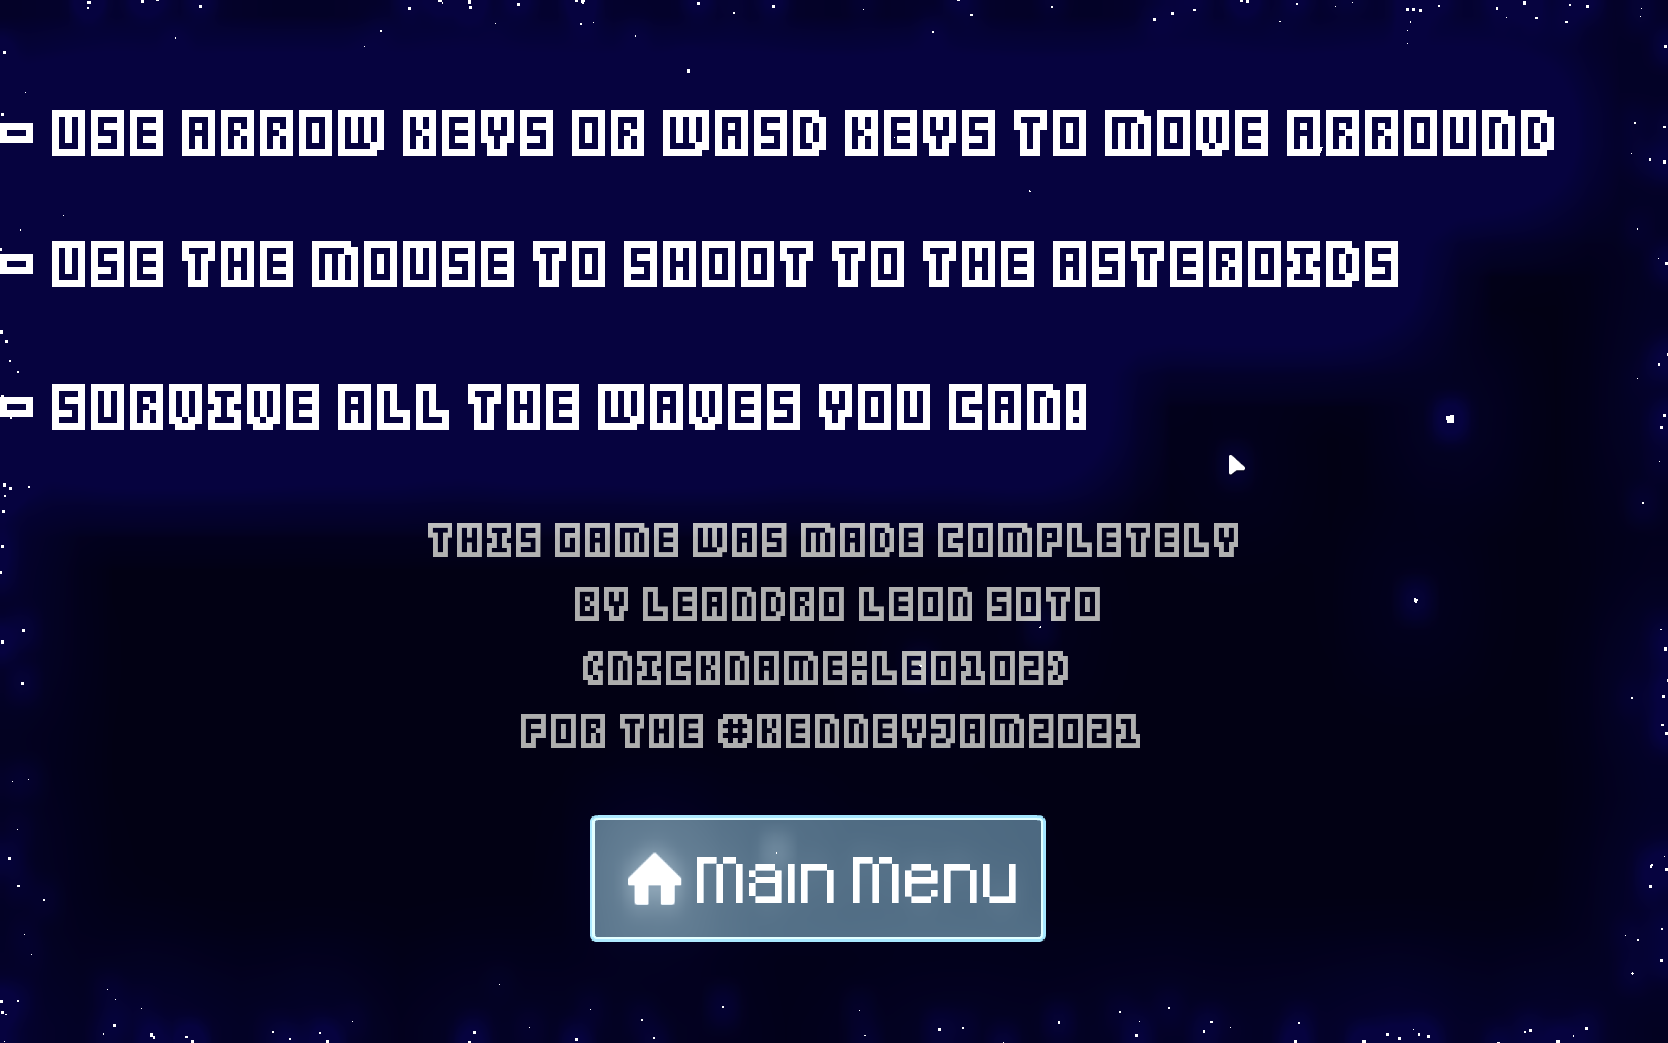 - USE ARROW KEYS OR WASD KEYS TO MOVE ARROUND
- USE THE MOUSE TO SHOOT TO THE ASTEROIDS
- SURVIVE ALL THE WAVES YOU CAN!
THIS GAME WAS MADE COMPLETELY
BY LEANDRO LEON SOTO
(NICKNAME:LEO102)
FOR THE #KENNEYJAM2021
Main Menu